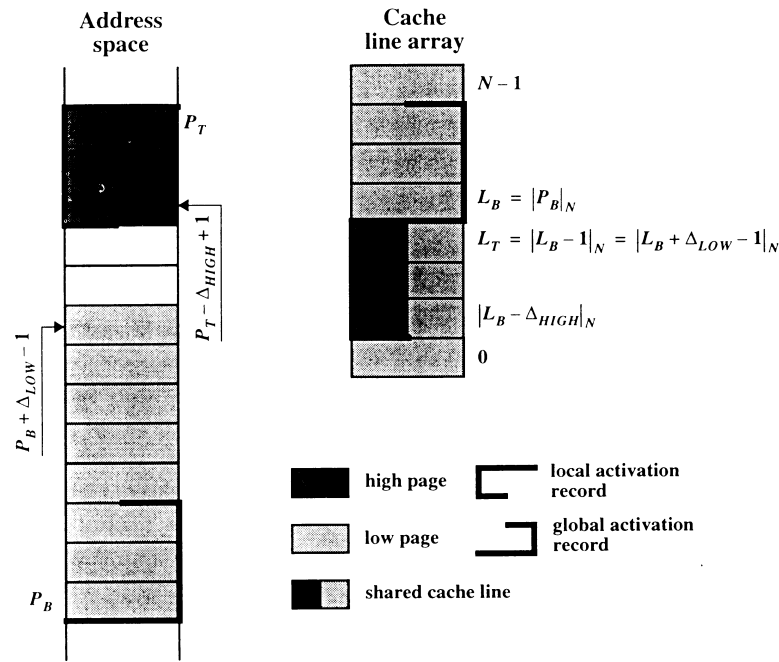 Address
space
Cache
line array
N – 1
P_T
L_B = |P_B|_N
L_T = |L_B – 1|_N = |L_B + Δ_LOW – 1|_N
P_T – Δ_HIGH + 1
|L_B – Δ_HIGH|_N
0
P_B + Δ_LOW – 1
high page
local activation
record
low page
global activation
record
P_B
shared cache line